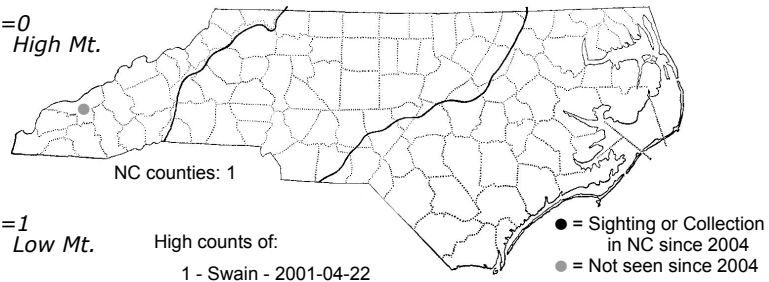 =0
High Mt.
NC counties: 1
=1
Low Mt.
High counts of:
1 - Swain - 2001-04-22
● = Sighting or Collection
in NC since 2004
● = Not seen since 2004